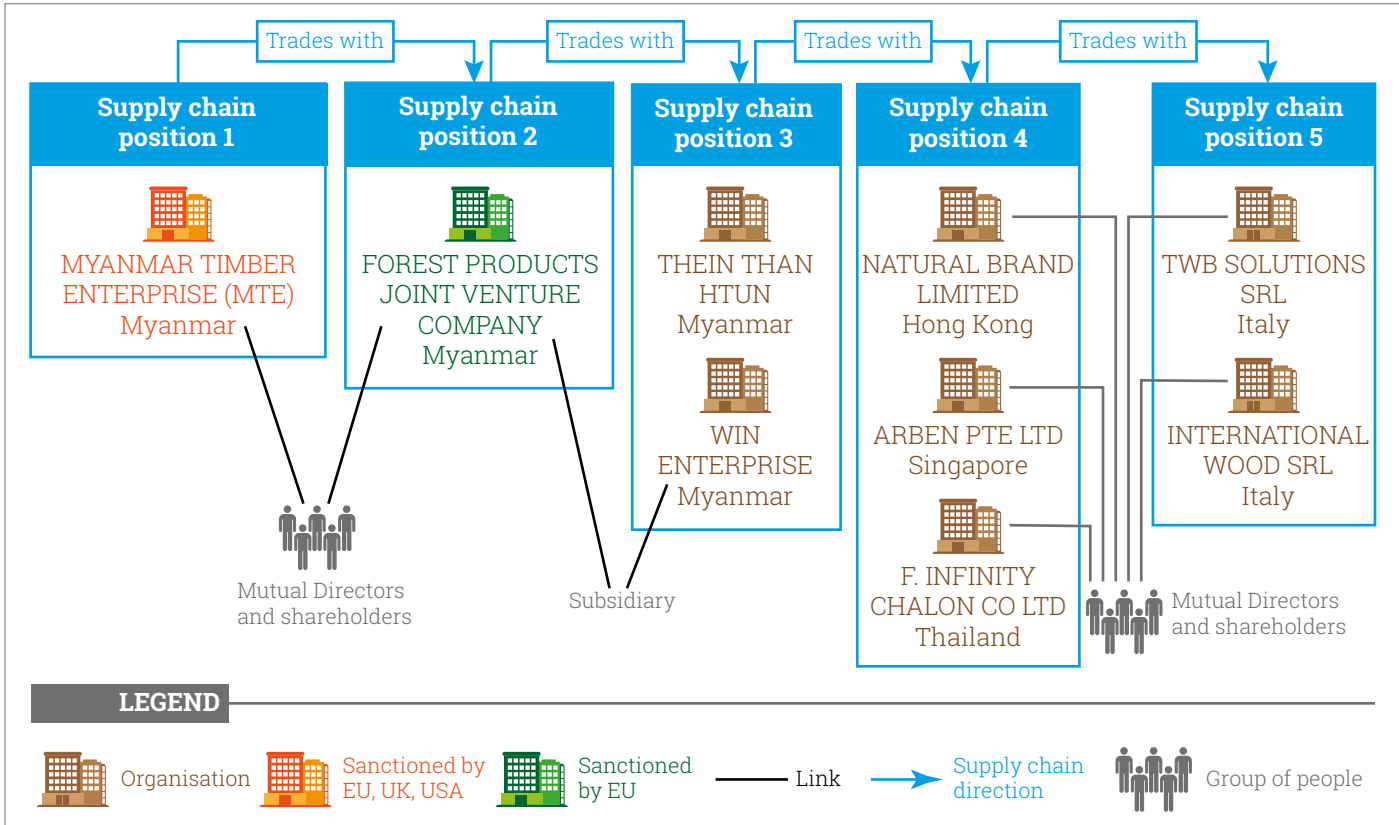 Trades with
Trades with
Trades with
Trades with
Supply chain
position 1
MYANMAR TIMBER
ENTERPRISE (MTE)
Myanmar
Supply chain
position 2
FOREST PRODUCTS
JOINT VENTURE
COMPANY
Myanmar
Supply chain
position 3
THEIN THAN
HTUN
Myanmar
WIN
ENTERPRISE
Myanmar
Supply chain
position 4
NATURAL BRAND
LIMITED
Hong Kong
ARBEN PTE LTD
Singapore
F. INFINITY
CHALON CO LTD
Thailand
Supply chain
position 5
TWB SOLUTIONS
SRL
Italy
INTERNATIONAL
WOOD SRL
Italy
Mutual Directors
and shareholders
Subsidiary
Mutual Directors
and shareholders
LEGEND
Organisation
Sanctioned by
EU, UK, USA
Sanctioned
by EU
Link
Supply chain
direction
Group of people